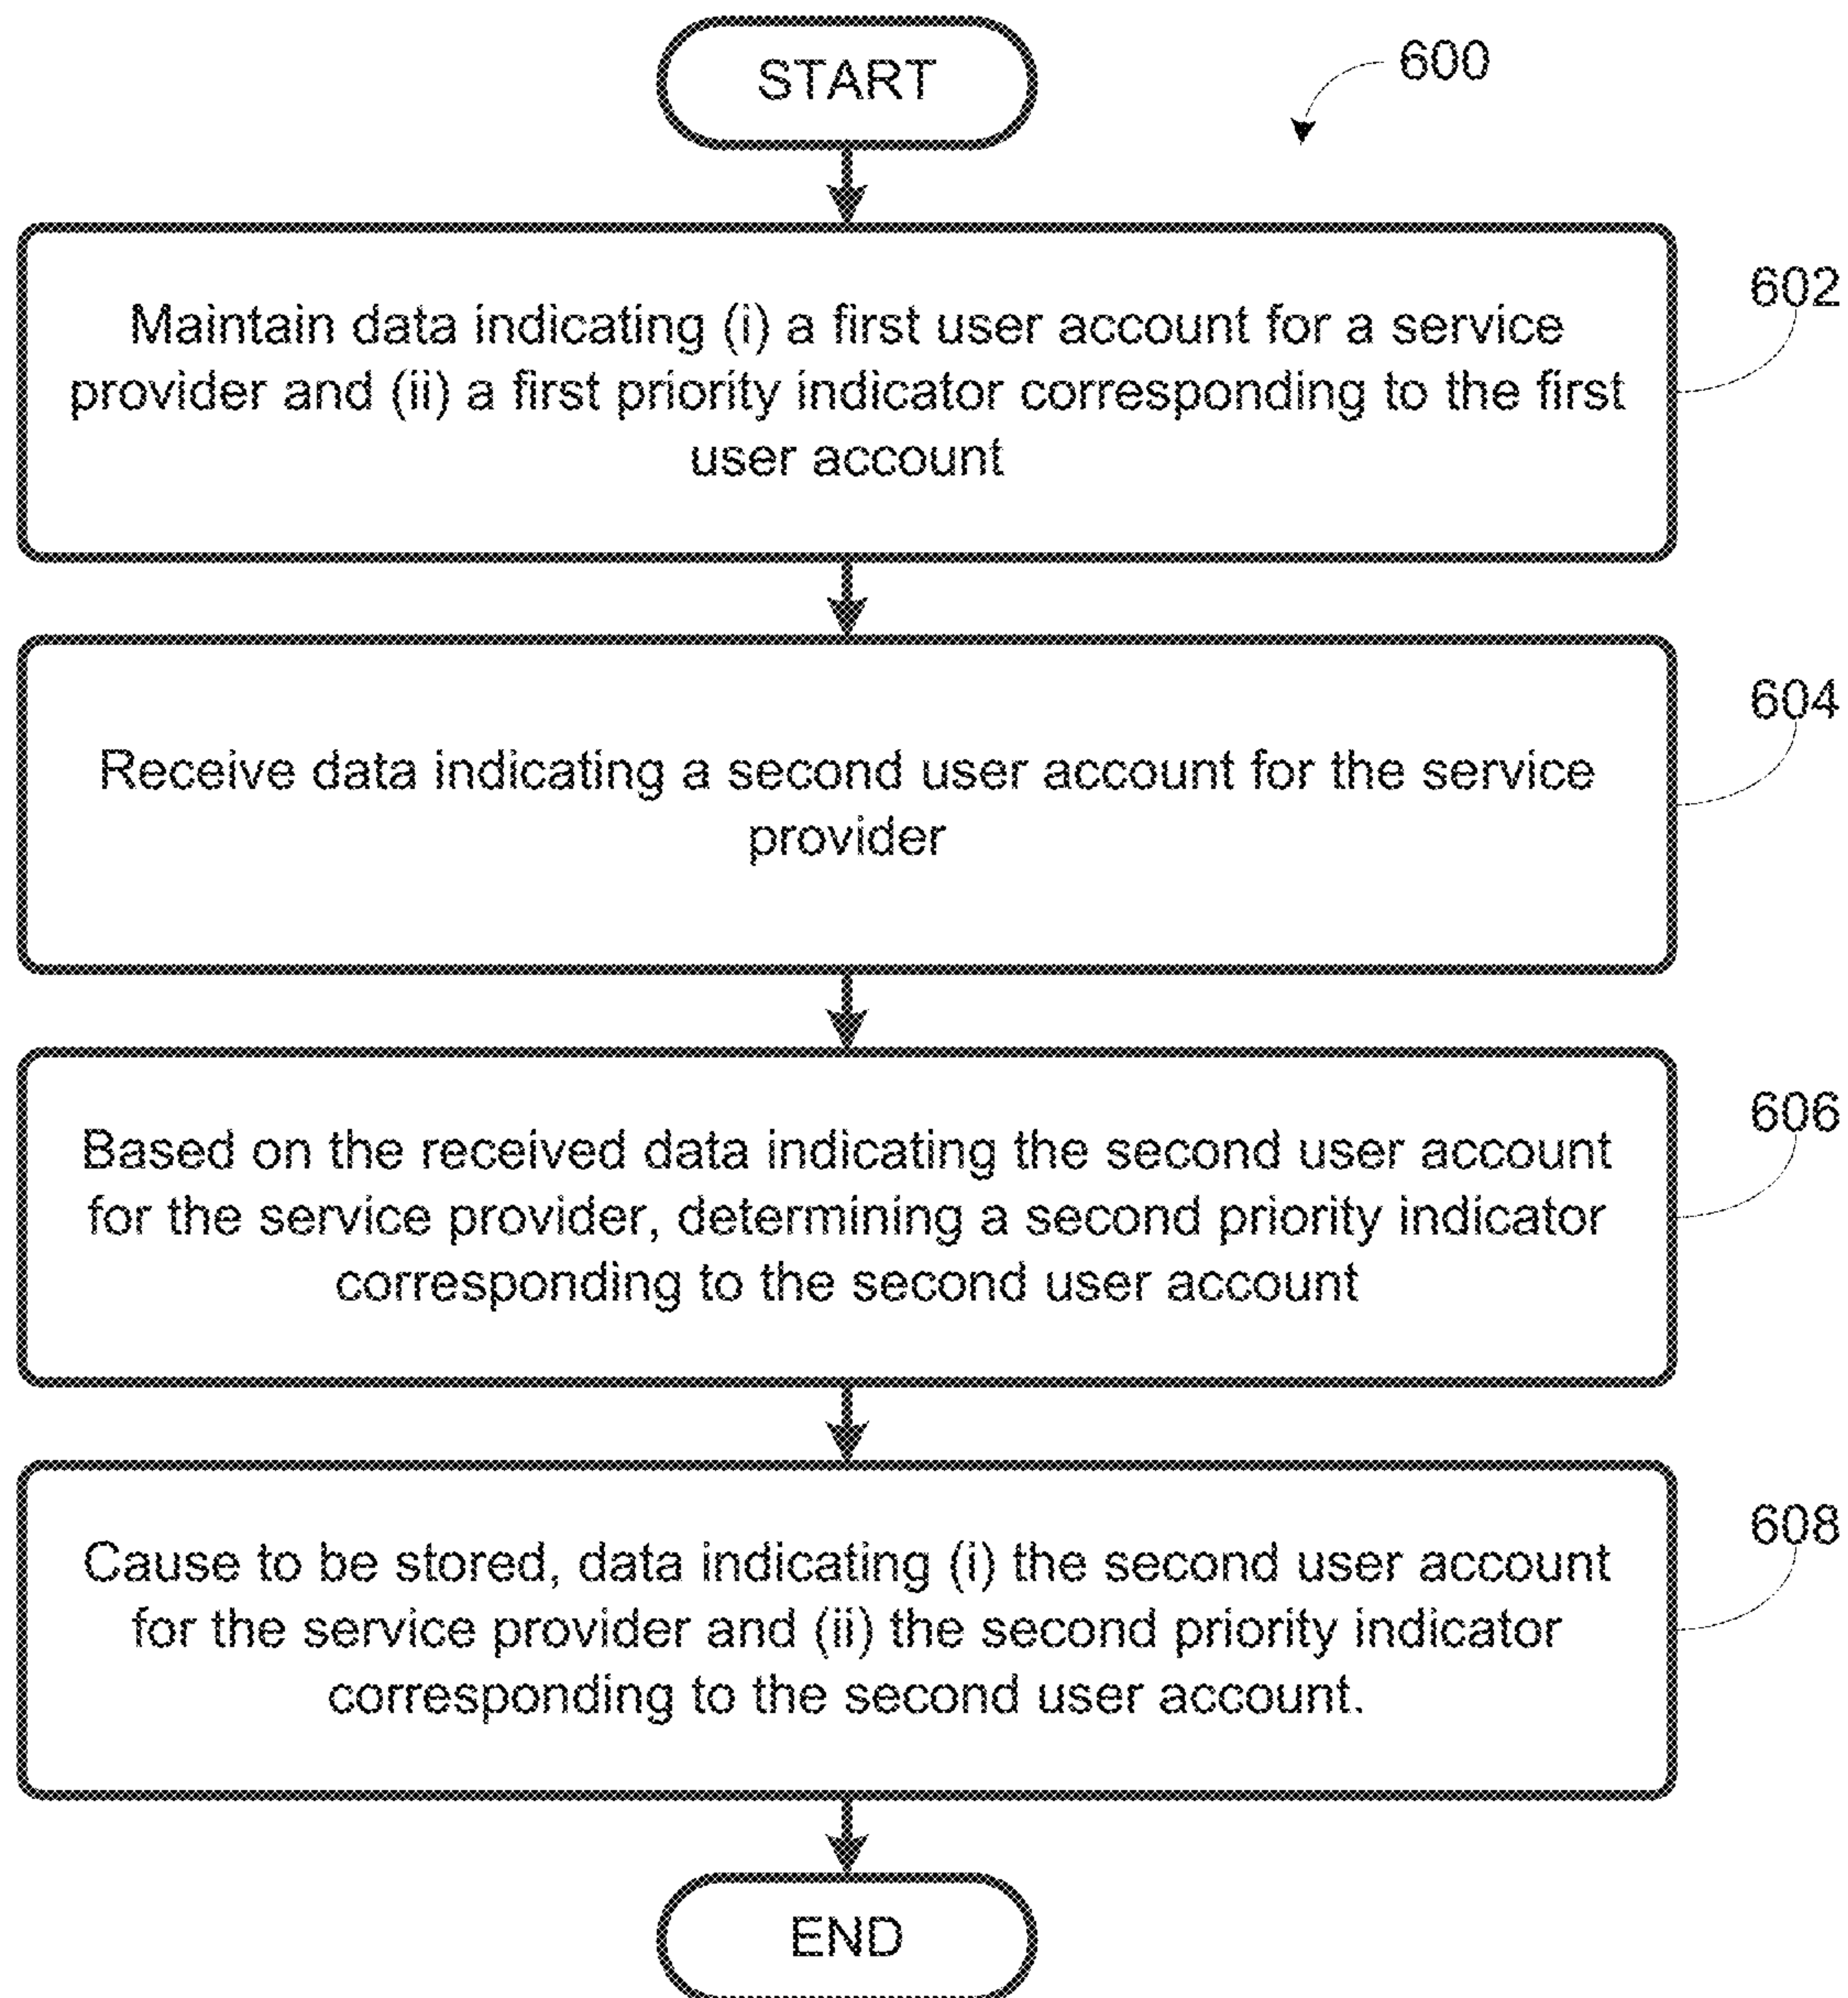 START
600
Maintain data indicating (i) a first user account for a service
provider and (ii) a first priority indicator corresponding to the first
user account
602
Receive data indicating a second user account for the service
provider
604
Based on the received data indicating the second user account
for the service provider, determining a second priority indicator
corresponding to the second user account
606
Cause to be stored, data indicating (i) the second user account
for the service provider and (ii) the second priority indicator
corresponding to the second user account.
608
END